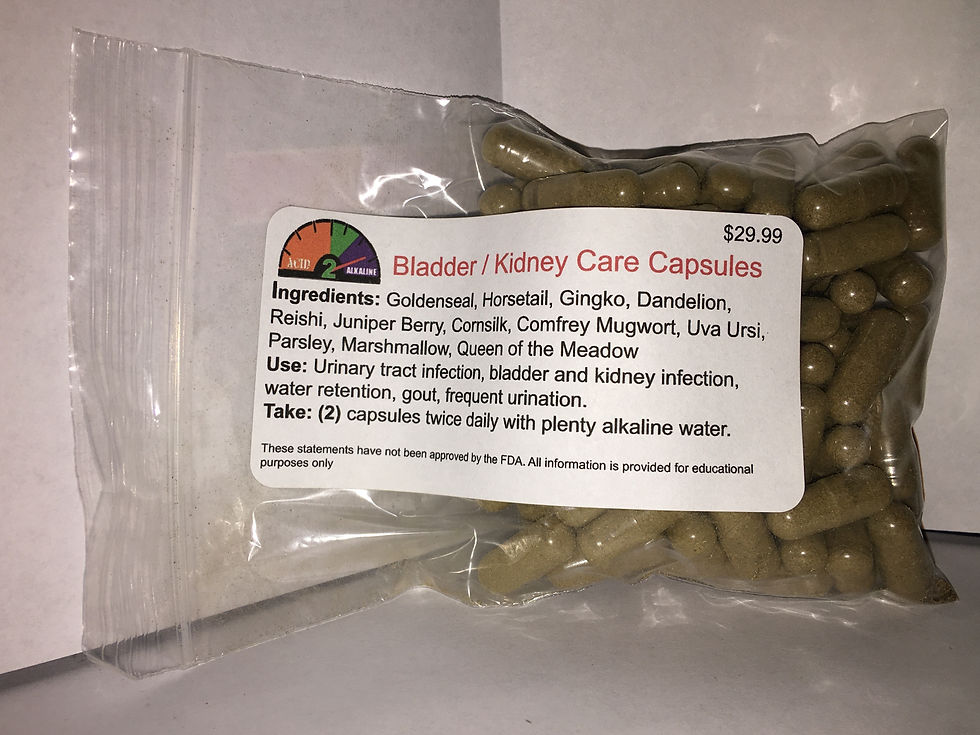 $29.99
ACID 2 ALKALINE
Bladder / Kidney Care Capsules
Ingredients: Goldenseal, Horsetail, Gingko, Dandelion,
Reishi, Juniper Berry, Cornsilk, Comfrey Mugwort, Uva Ursi,
Parsley, Marshmallow, Queen of the Meadow
Use: Urinary tract infection, bladder and kidney infection,
water retention, gout, frequent urination.
Take: (2) capsules twice daily with plenty alkaline water.
These statements have not been approved by the FDA. All information is provided for educational
purposes only